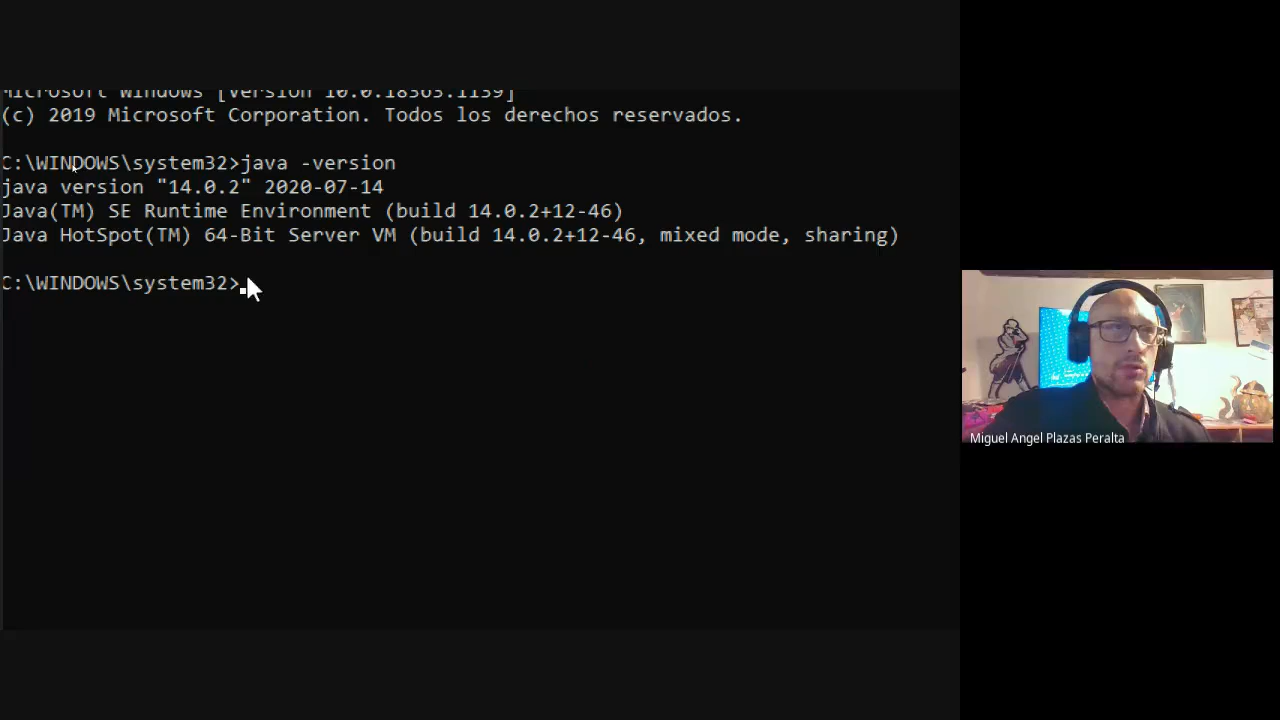 Microsoft Windows [Versión 10.0.18363.1139]
(c) 2019 Microsoft Corporation. Todos los derechos reservados.
C:\WINDOWS\system32>java -version
java version "14.0.2" 2020-07-14
Java(TM) SE Runtime Environment (build 14.0.2+12-46)
Java HotSpot(TM) 64-Bit Server VM (build 14.0.2+12-46, mixed mode, sharing)
C:\WINDOWS\system32>
Miguel Angel Plazas Peralta